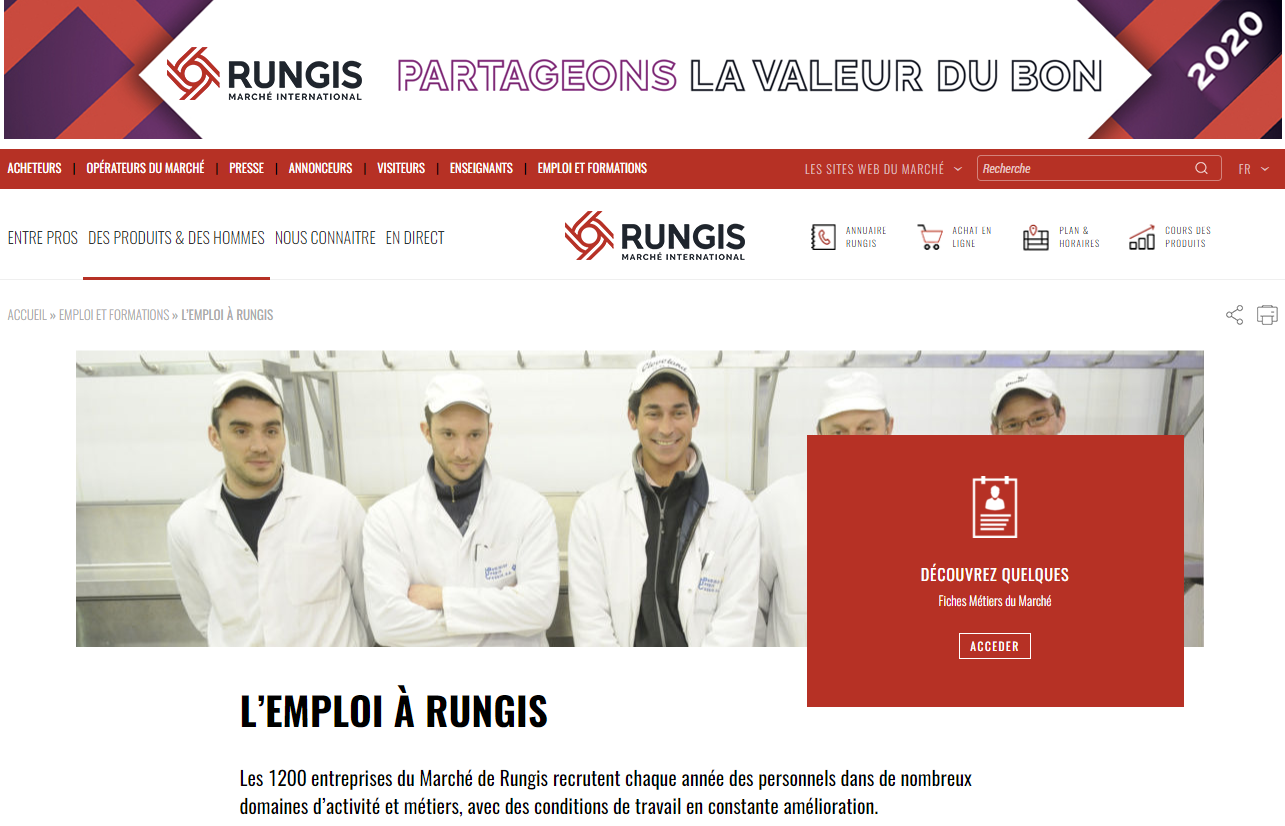 RUNGIS
MARCHÉ INTERNATIONAL
PARTAGEONS LA VALEUR DU BON
2020
ACHETEURS | OPÉRATEURS DU MARCHÉ | PRESSE | ANNONCEURS | VISITEURS | ENSEIGNANTS | EMPLOI ET FORMATIONS
LES SITES WEB DU MARCHÉ
Recherche
FR
ENTRE PROS DES PRODUITS & DES HOMMES NOUS CONNAITRE EN DIRECT
RUNGIS
MARCHÉ INTERNATIONAL
ANNUAIRE
RUNGIS
ACHAT EN
LIGNE
PLAN &
HORAIRES
COURS DES
PRODUITS
ACCUEIL » EMPLOI ET FORMATIONS » L'EMPLOI À RUNGIS
DÉCOUVREZ QUELQUES
Fiches Métiers du Marché
ACCEDER
L'EMPLOI À RUNGIS
Les 1200 entreprises du Marché de Rungis recrutent chaque année des personnels dans de nombreux
domaines d'activité et métiers, avec des conditions de travail en constante amélioration.